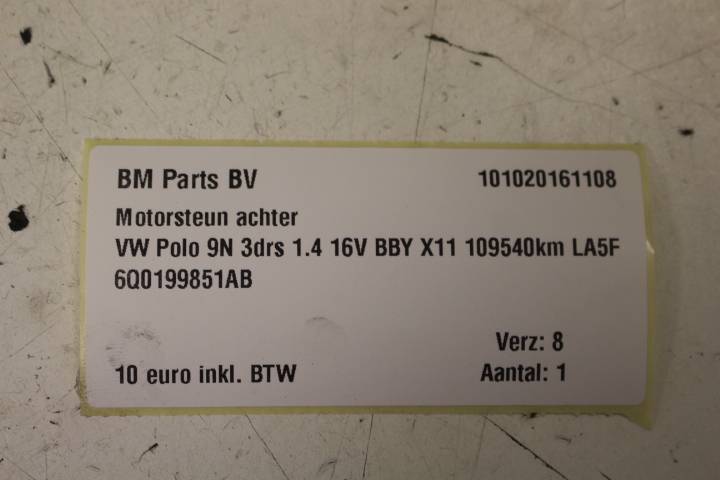 BM Parts BV 101020161108
Motorsteun achter
VW Polo 9N 3drs 1.4 16V BBY X11 109540km LA5F
6Q0199851AB
Verz: 8
10 euro inkl. BTW Aantal: 1